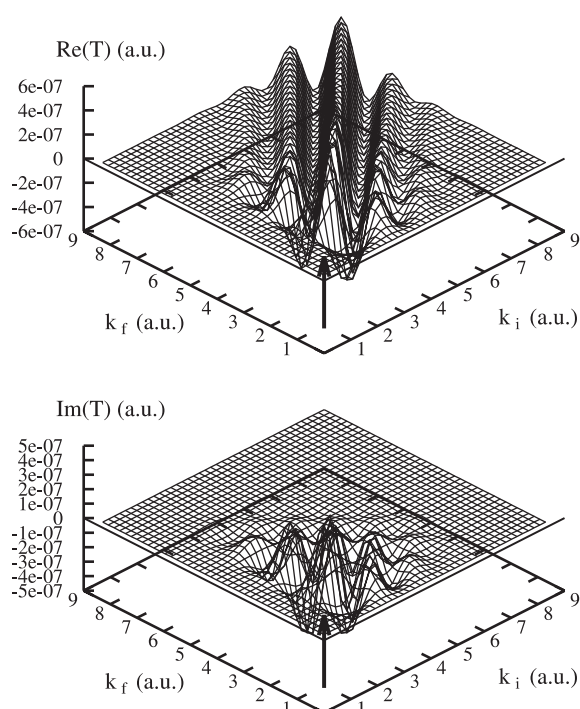 Re(T) (a.u.)
6e-07
4e-07
2e-07
0
-2e-07
-4e-07
-6e-07
9
8
7
6
5
4
3
2
1
k f (a.u.)
1
2
3
4
5
6
7
8
9
k i (a.u.)
Im(T) (a.u.)
5e-07
4e-07
3e-07
2e-07
1e-07
0
-1e-07
-2e-07
-3e-07
-4e-07
-5e-07
9
8
7
6
5
4
3
2
1
k f (a.u.)
1
2
3
4
5
6
7
8
9
k i (a.u.)